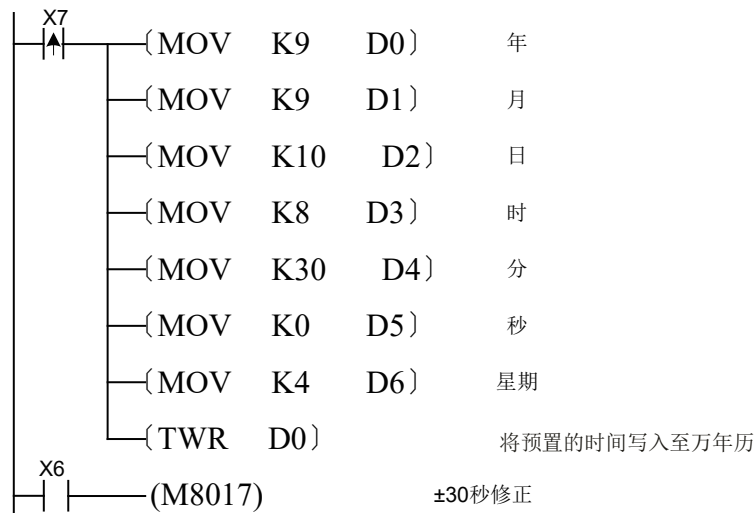 X7
〔MOV K9 D0〕 年
〔MOV K9 D1〕 月
〔MOV K10 D2〕 日
〔MOV K8 D3〕 时
〔MOV K30 D4〕 分
〔MOV K0 D5〕 秒
〔MOV K4 D6〕 星期
〔TWR D0〕 将预置的时间写入至万年历
X6
(M8017) ±30秒修正